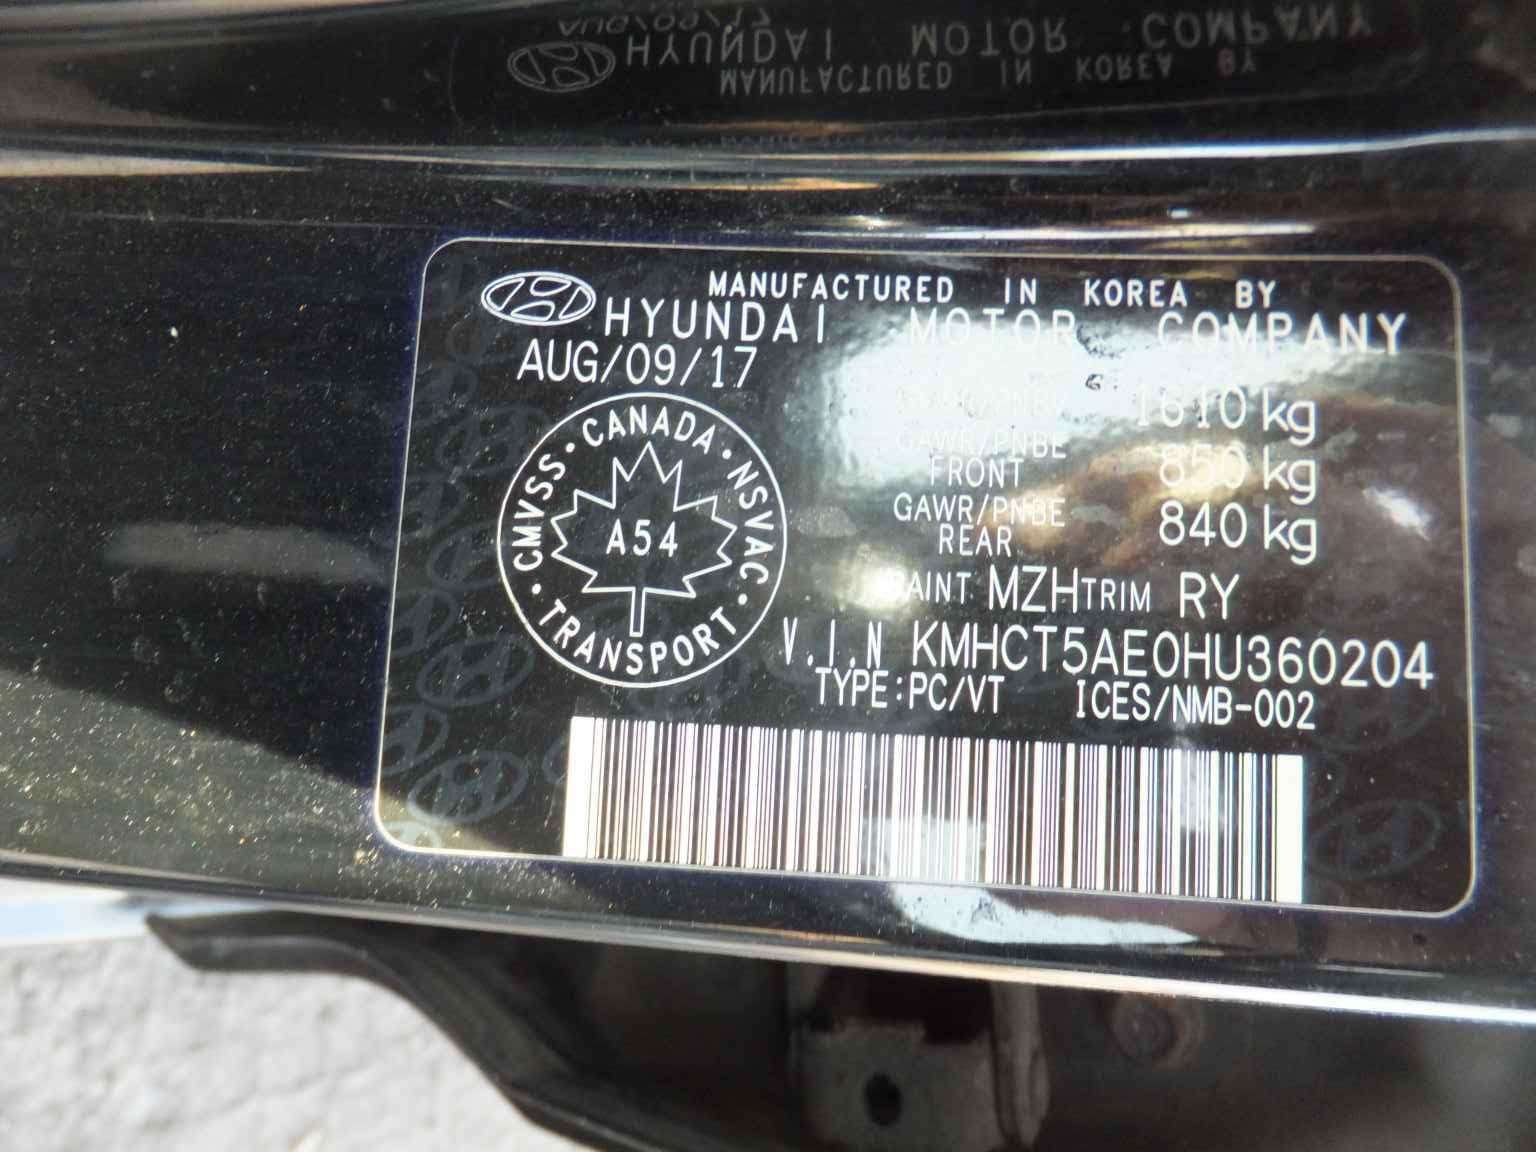 MANUFACTURED IN KOREA BY
HYUNDAI MOTOR COMPANY
AUG/09/17
CANADA · NSVAC · TRANSPORT · CMVSS ·
A54
1610 kg
GAWR/PNBE FRONT 850 kg
GAWR/PNBE REAR 840 kg
PAINT MZH TRIM RY
V.I.N KMHCT5AE0HU360204
TYPE:PC/VT ICES/NMB-002